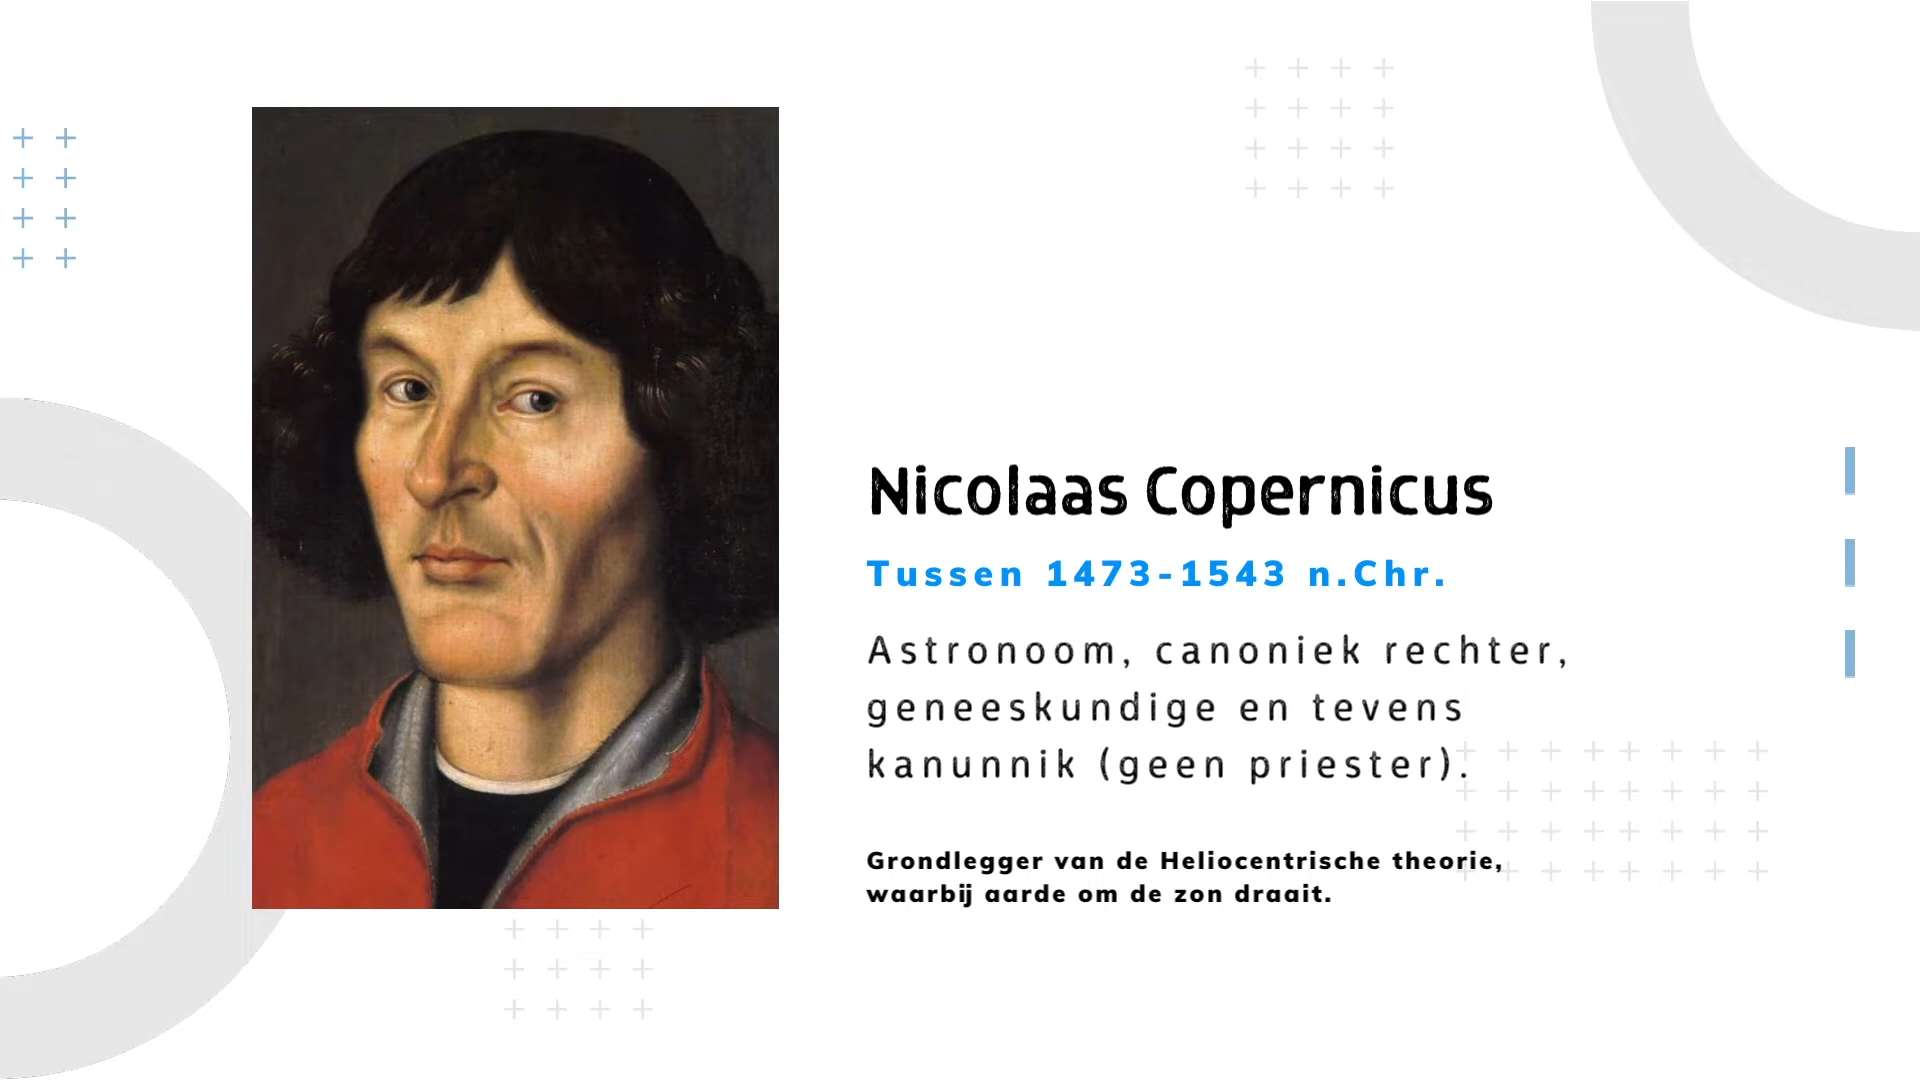 Nicolaas Copernicus
Tussen 1473-1543 n.Chr.
Astronoom, canoniek rechter,
geneeskundige en tevens
kanunnik (geen priester).
Grondlegger van de Heliocentrische theorie,
waarbij aarde om de zon draait.